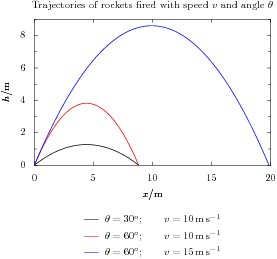 Trajectories of rockets fired with speed v and angle θ
8
6
4
2
0
h/m
0 5 10 15 20
x/m
θ = 30°; v = 10 m s⁻¹
θ = 60°; v = 10 m s⁻¹
θ = 60°; v = 15 m s⁻¹